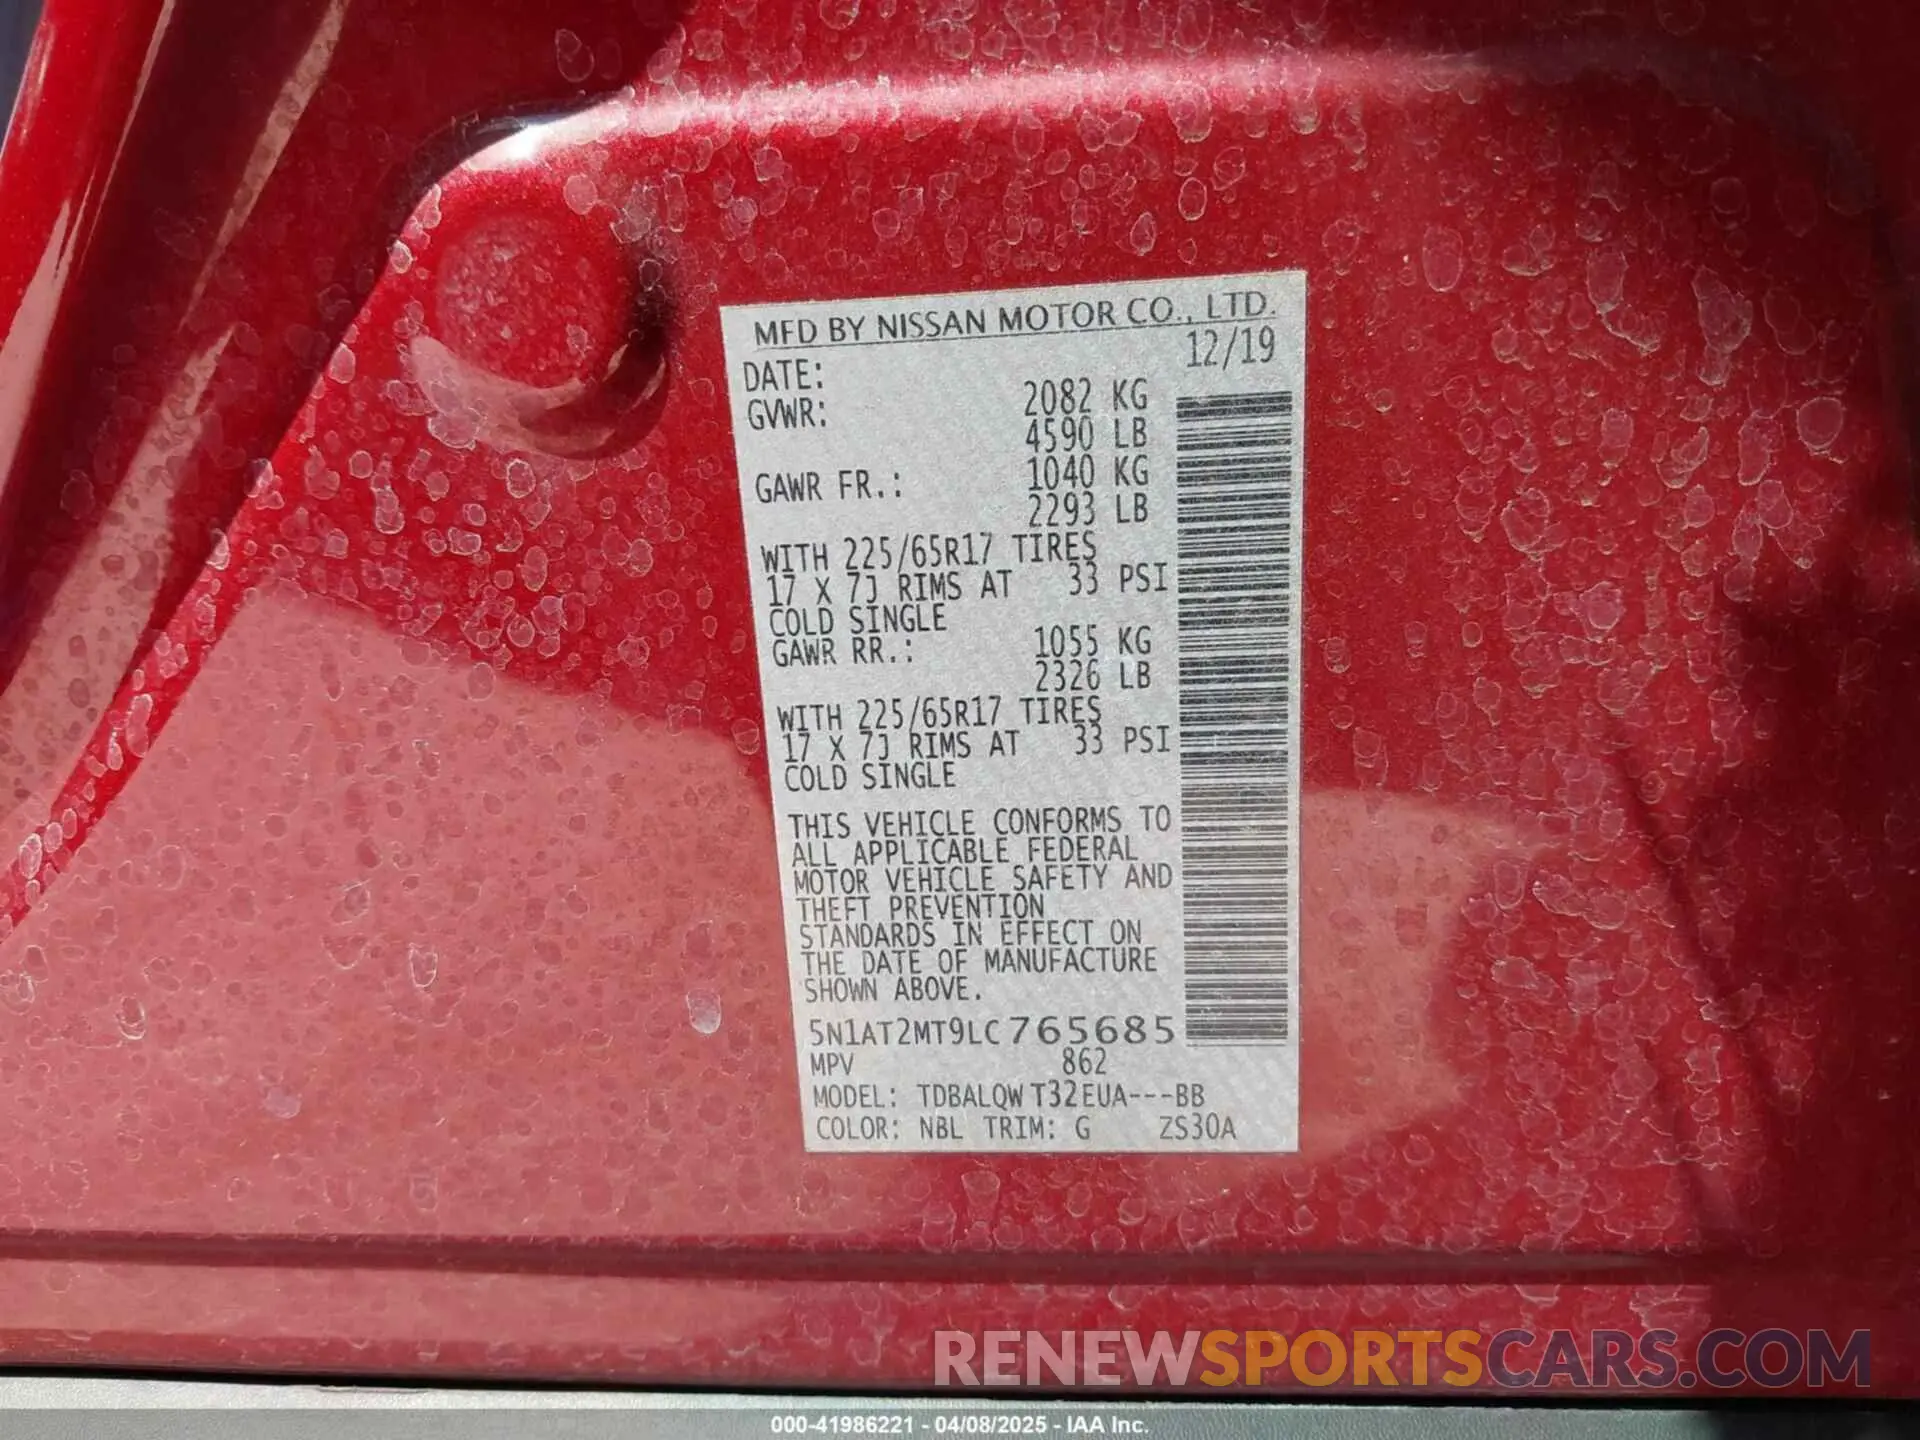 MFD BY NISSAN MOTOR CO., LTD.
DATE: 12/19
GVWR: 2082 KG
4590 LB
GAWR FR.: 1040 KG
2293 LB
WITH 225/65R17 TIRES
17 X 7J RIMS AT 33 PSI
COLD SINGLE
GAWR RR.: 1055 KG
2326 LB
WITH 225/65R17 TIRES
17 X 7J RIMS AT 33 PSI
COLD SINGLE
THIS VEHICLE CONFORMS TO
ALL APPLICABLE FEDERAL
MOTOR VEHICLE SAFETY AND
THEFT PREVENTION
STANDARDS IN EFFECT ON
THE DATE OF MANUFACTURE
SHOWN ABOVE.
5N1AT2MT9LC765685
MPV 862
MODEL: TDBALQW T32EUA---BB
COLOR: NBL TRIM: G ZS30A
RENEWSPORTSCARS.COM
000-41986221 - 04/08/2025 - IAA Inc.